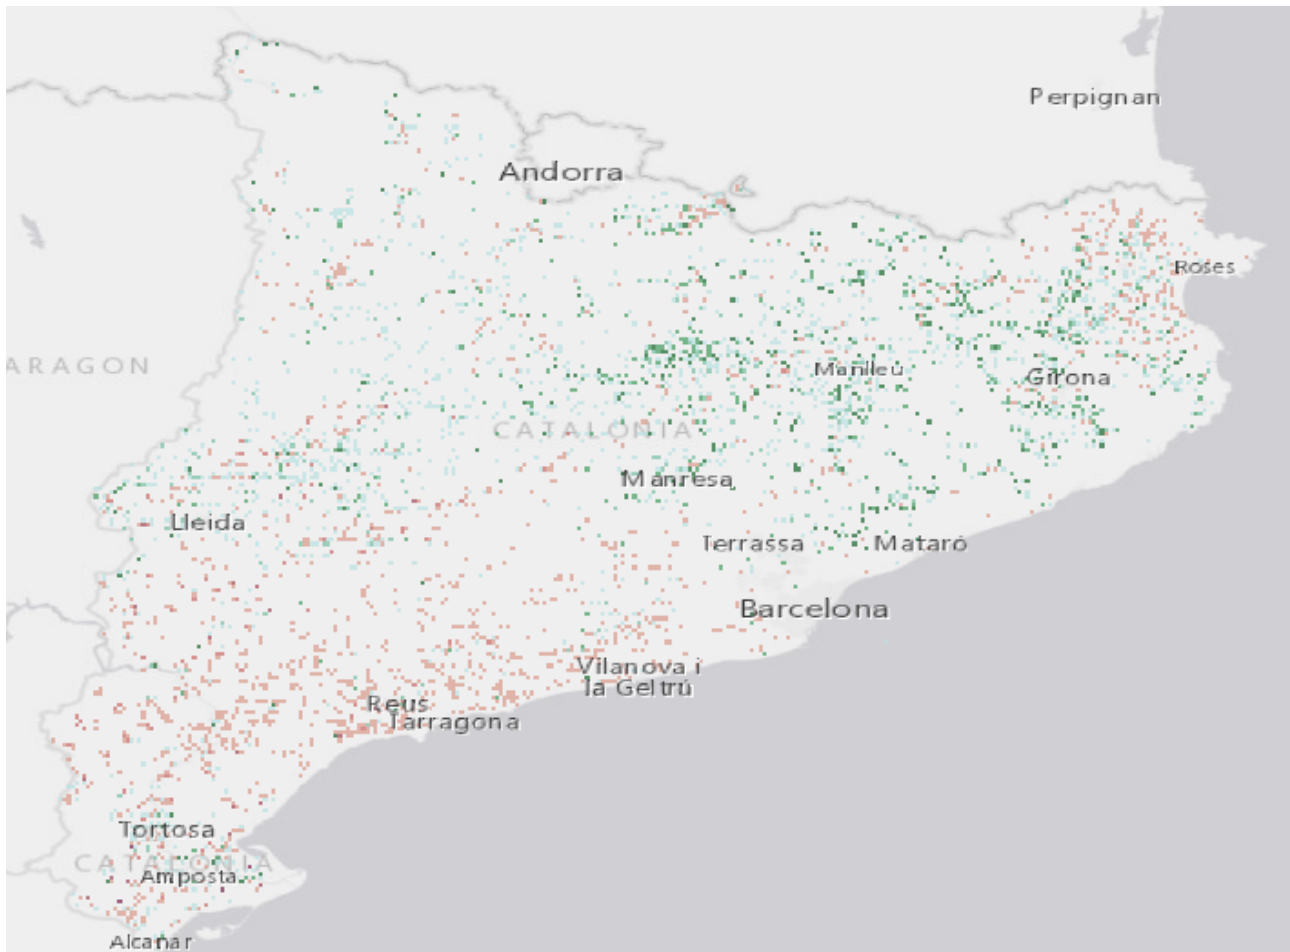 Perpignan
Andorra
Roses
ARAGON
Manlleu
Girona
CATALONIA
Manresa
Lleida
Terrassa
Mataró
Barcelona
Vilanova i
la Geltrú
Reus
Tarragona
Tortosa
CATALONIA
Amposta
Alcanar